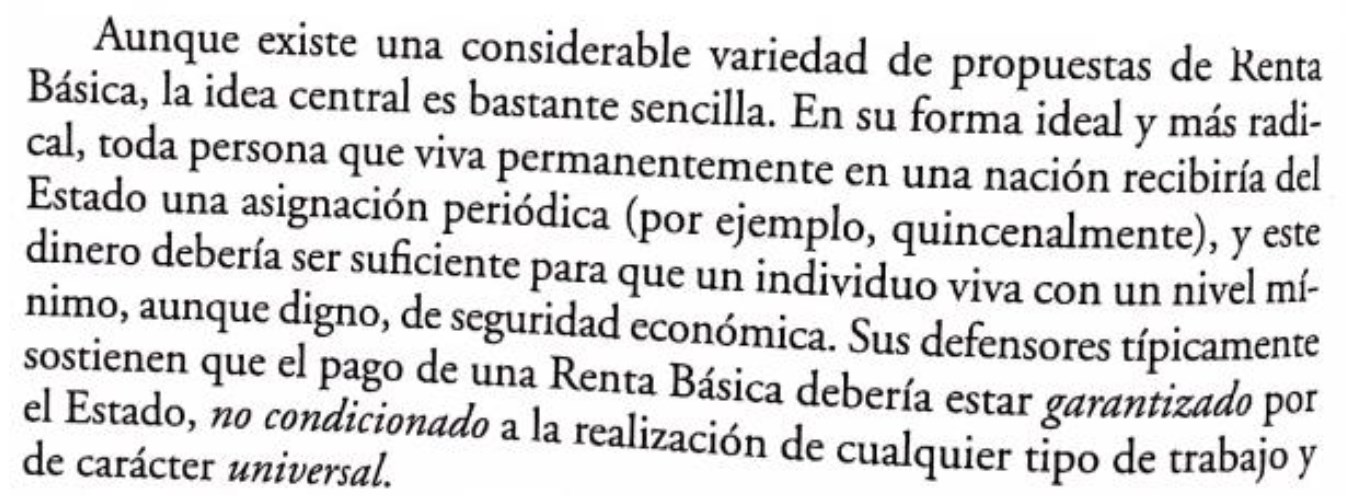 Aunque existe una considerable variedad de propuestas de Renta
Básica, la idea central es bastante sencilla. En su forma ideal y más radi-
cal, toda persona que viva permanentemente en una nación recibiría del
Estado una asignación periódica (por ejemplo, quincenalmente), y este
dinero debería ser suficiente para que un individuo viva con un nivel mí-
nimo, aunque digno, de seguridad económica. Sus defensores típicamente
sostienen que el pago de una Renta Básica debería estar garantizado por
el Estado, no condicionado a la realización de cualquier tipo de trabajo y
de carácter universal.